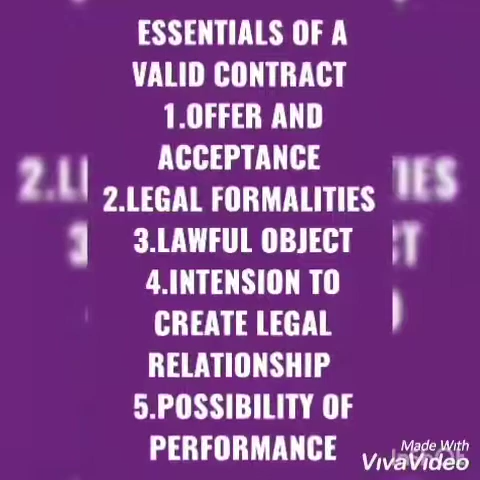 ESSENTIALS OF A
VALID CONTRACT
1.OFFER AND
ACCEPTANCE
2.LEGAL FORMALITIES
3.LAWFUL OBJECT
4.INTENSION TO
CREATE LEGAL
RELATIONSHIP
5.POSSIBILITY OF
PERFORMANCE
Made With
VivaVideo